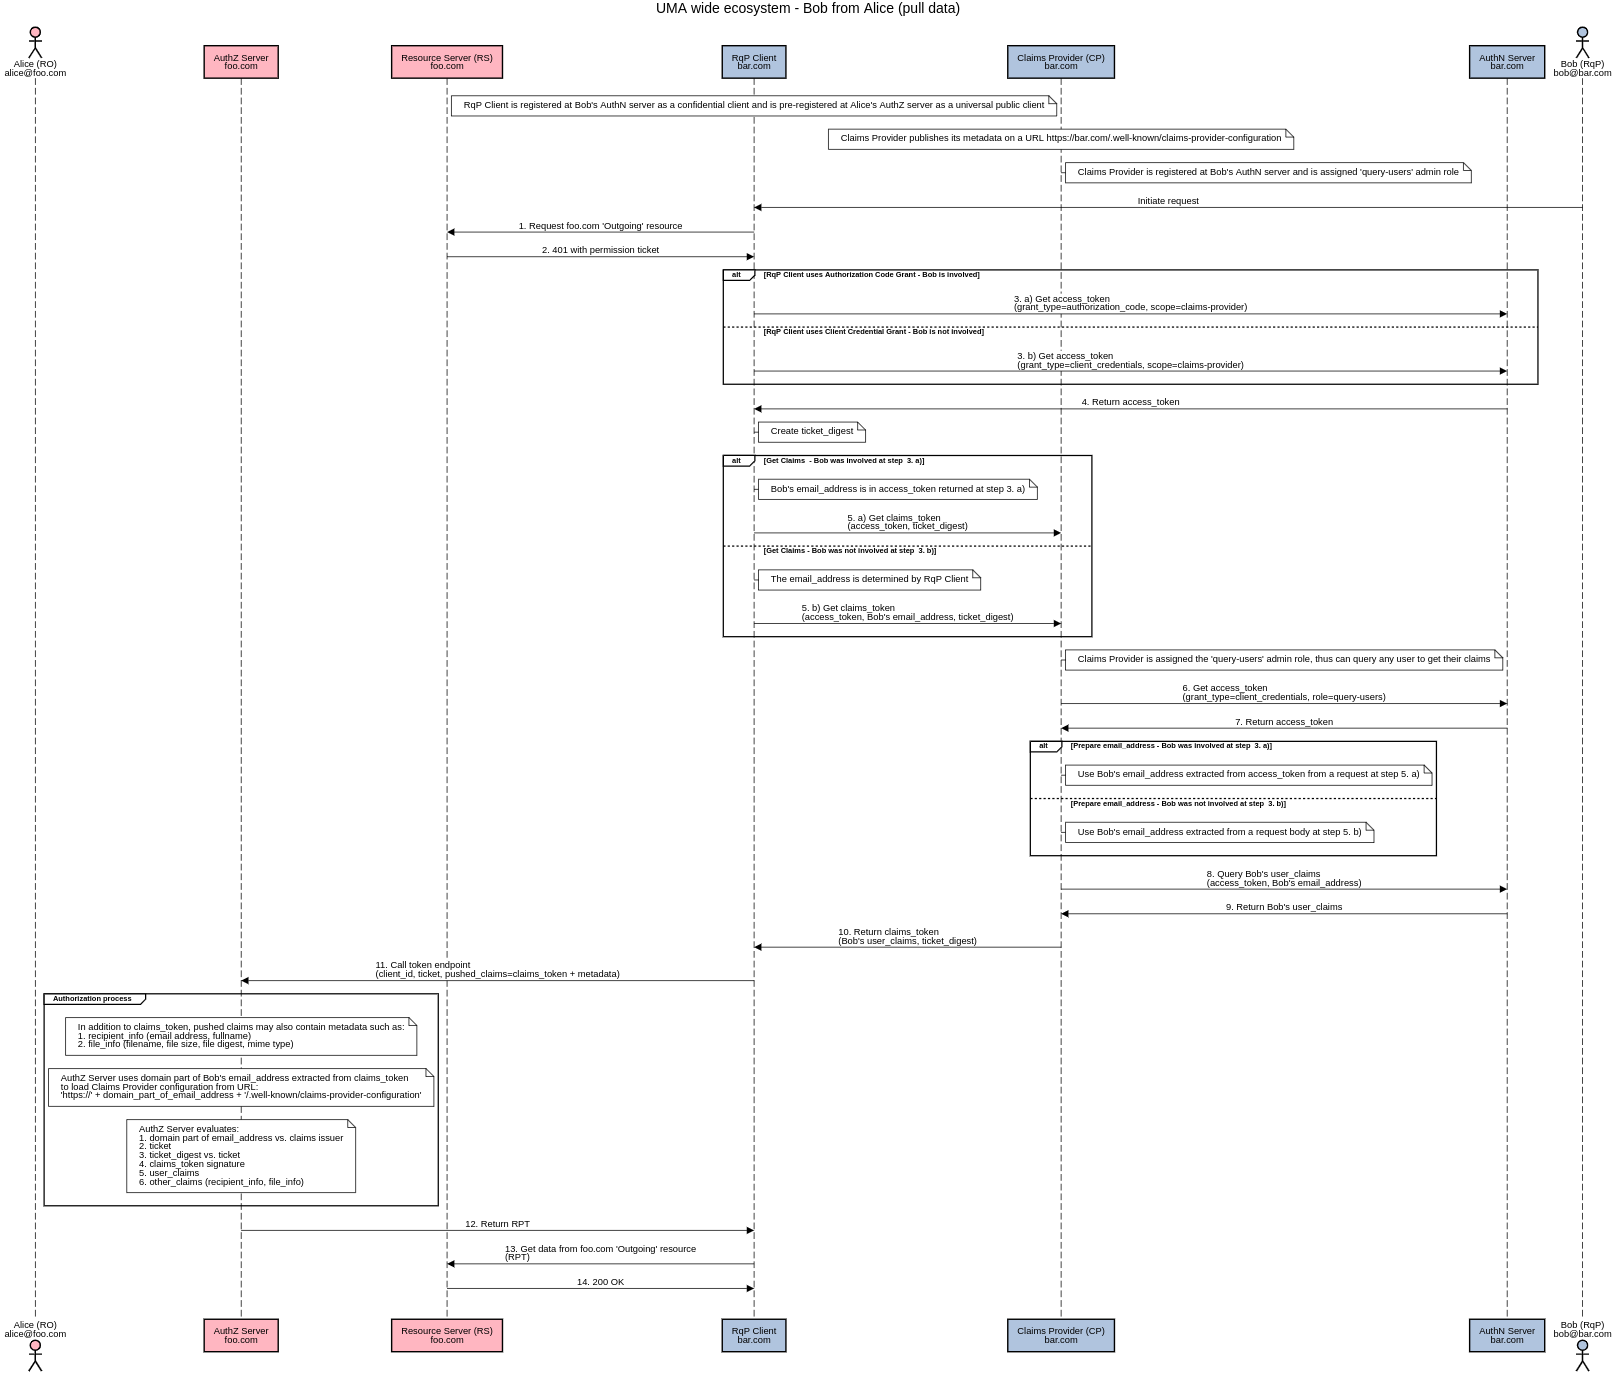 UMA wide ecosystem - Bob from Alice (pull data)
Alice (RO)
alice@foo.com
AuthZ Server
foo.com
Resource Server (RS)
foo.com
RqP Client
bar.com
Claims Provider (CP)
bar.com
AuthN Server
bar.com
Bob (RqP)
bob@bar.com
RqP Client is registered at Bob's AuthN server as a confidential client and is pre-registered at Alice's AuthZ server as a universal public client
Claims Provider publishes its metadata on a URL https://bar.com/.well-known/claims-provider-configuration
Claims Provider is registered at Bob's AuthN server and is assigned 'query-users' admin role
Initiate request
1. Request foo.com 'Outgoing' resource
2. 401 with permission ticket
alt
[RqP Client uses Authorization Code Grant - Bob is involved]
3. a) Get access_token
(grant_type=authorization_code, scope=claims-provider)
[RqP Client uses Client Credential Grant - Bob is not involved]
3. b) Get access_token
(grant_type=client_credentials, scope=claims-provider)
4. Return access_token
Create ticket_digest
alt
[Get Claims  - Bob was involved at step  3. a)]
Bob's email_address is in access_token returned at step 3. a)
5. a) Get claims_token
(access_token, ticket_digest)
[Get Claims - Bob was not involved at step  3. b)]
The email_address is determined by RqP Client
5. b) Get claims_token
(access_token, Bob's email_address, ticket_digest)
Claims Provider is assigned the 'query-users' admin role, thus can query any user to get their claims
6. Get access_token
(grant_type=client_credentials, role=query-users)
7. Return access_token
alt
[Prepare email_address - Bob was involved at step  3. a)]
Use Bob's email_address extracted from access_token from a request at step 5. a)
[Prepare email_address - Bob was not involved at step  3. b)]
Use Bob's email_address extracted from a request body at step 5. b)
8. Query Bob's user_claims
(access_token, Bob's email_address)
9. Return Bob's user_claims
10. Return claims_token
(Bob's user_claims, ticket_digest)
11. Call token endpoint
(client_id, ticket, pushed_claims=claims_token + metadata)
Authorization process
In addition to claims_token, pushed claims may also contain metadata such as:
1. recipient_info (email address, fullname)
2. file_info (filename, file size, file digest, mime type)
AuthZ Server uses domain part of Bob's email_address extracted from claims_token
to load Claims Provider configuration from URL:
'https://' + domain_part_of_email_address + '/.well-known/claims-provider-configuration'
AuthZ Server evaluates:
1. domain part of email_address vs. claims issuer
2. ticket
3. ticket_digest vs. ticket
4. claims_token signature
5. user_claims
6. other_claims (recipient_info, file_info)
12. Return RPT
13. Get data from foo.com 'Outgoing' resource
(RPT)
14. 200 OK
Alice (RO)
alice@foo.com
AuthZ Server
foo.com
Resource Server (RS)
foo.com
RqP Client
bar.com
Claims Provider (CP)
bar.com
AuthN Server
bar.com
Bob (RqP)
bob@bar.com